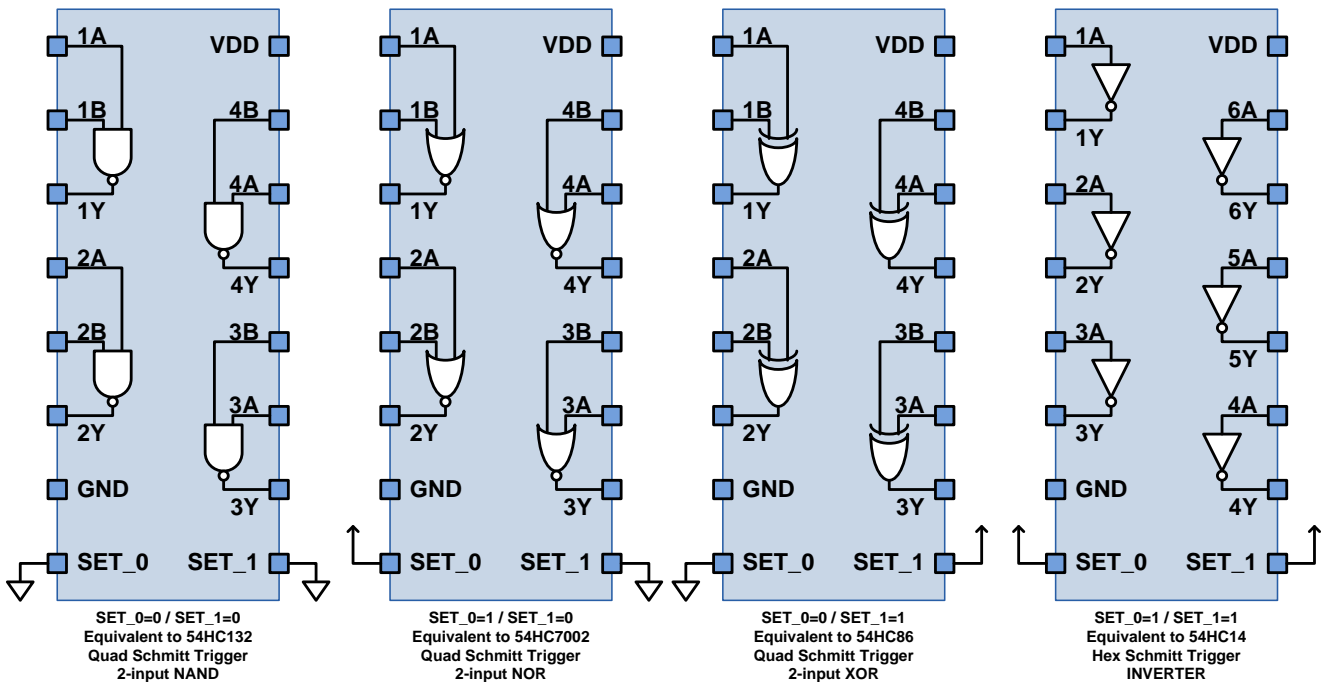 1A
VDD
1B
4B
4A
1Y
2A
4Y
2B
3B
3A
2Y
GND
3Y
SET_0
SET_1
SET_0=0 / SET_1=0
Equivalent to 54HC132
Quad Schmitt Trigger
2-input NAND
1A
VDD
1B
4B
4A
1Y
2A
4Y
2B
3B
3A
2Y
GND
3Y
SET_0
SET_1
SET_0=1 / SET_1=0
Equivalent to 54HC7002
Quad Schmitt Trigger
2-input NOR
1A
VDD
1B
4B
4A
1Y
2A
4Y
2B
3B
3A
2Y
GND
3Y
SET_0
SET_1
SET_0=0 / SET_1=1
Equivalent to 54HC86
Quad Schmitt Trigger
2-input XOR
1A
VDD
6A
1Y
2A
6Y
5A
2Y
3A
5Y
4A
3Y
GND
4Y
SET_0
SET_1
SET_0=1 / SET_1=1
Equivalent to 54HC14
Hex Schmitt Trigger
INVERTER